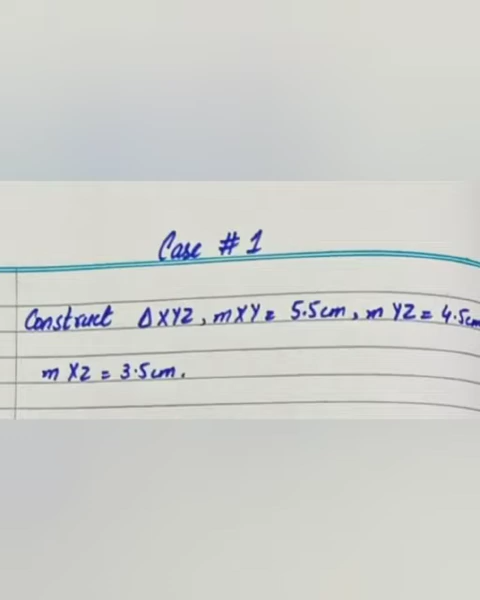 Case # 1
Construct ΔXYZ, mXY = 5.5cm, m YZ = 4.5cm
m XZ = 3.5cm.